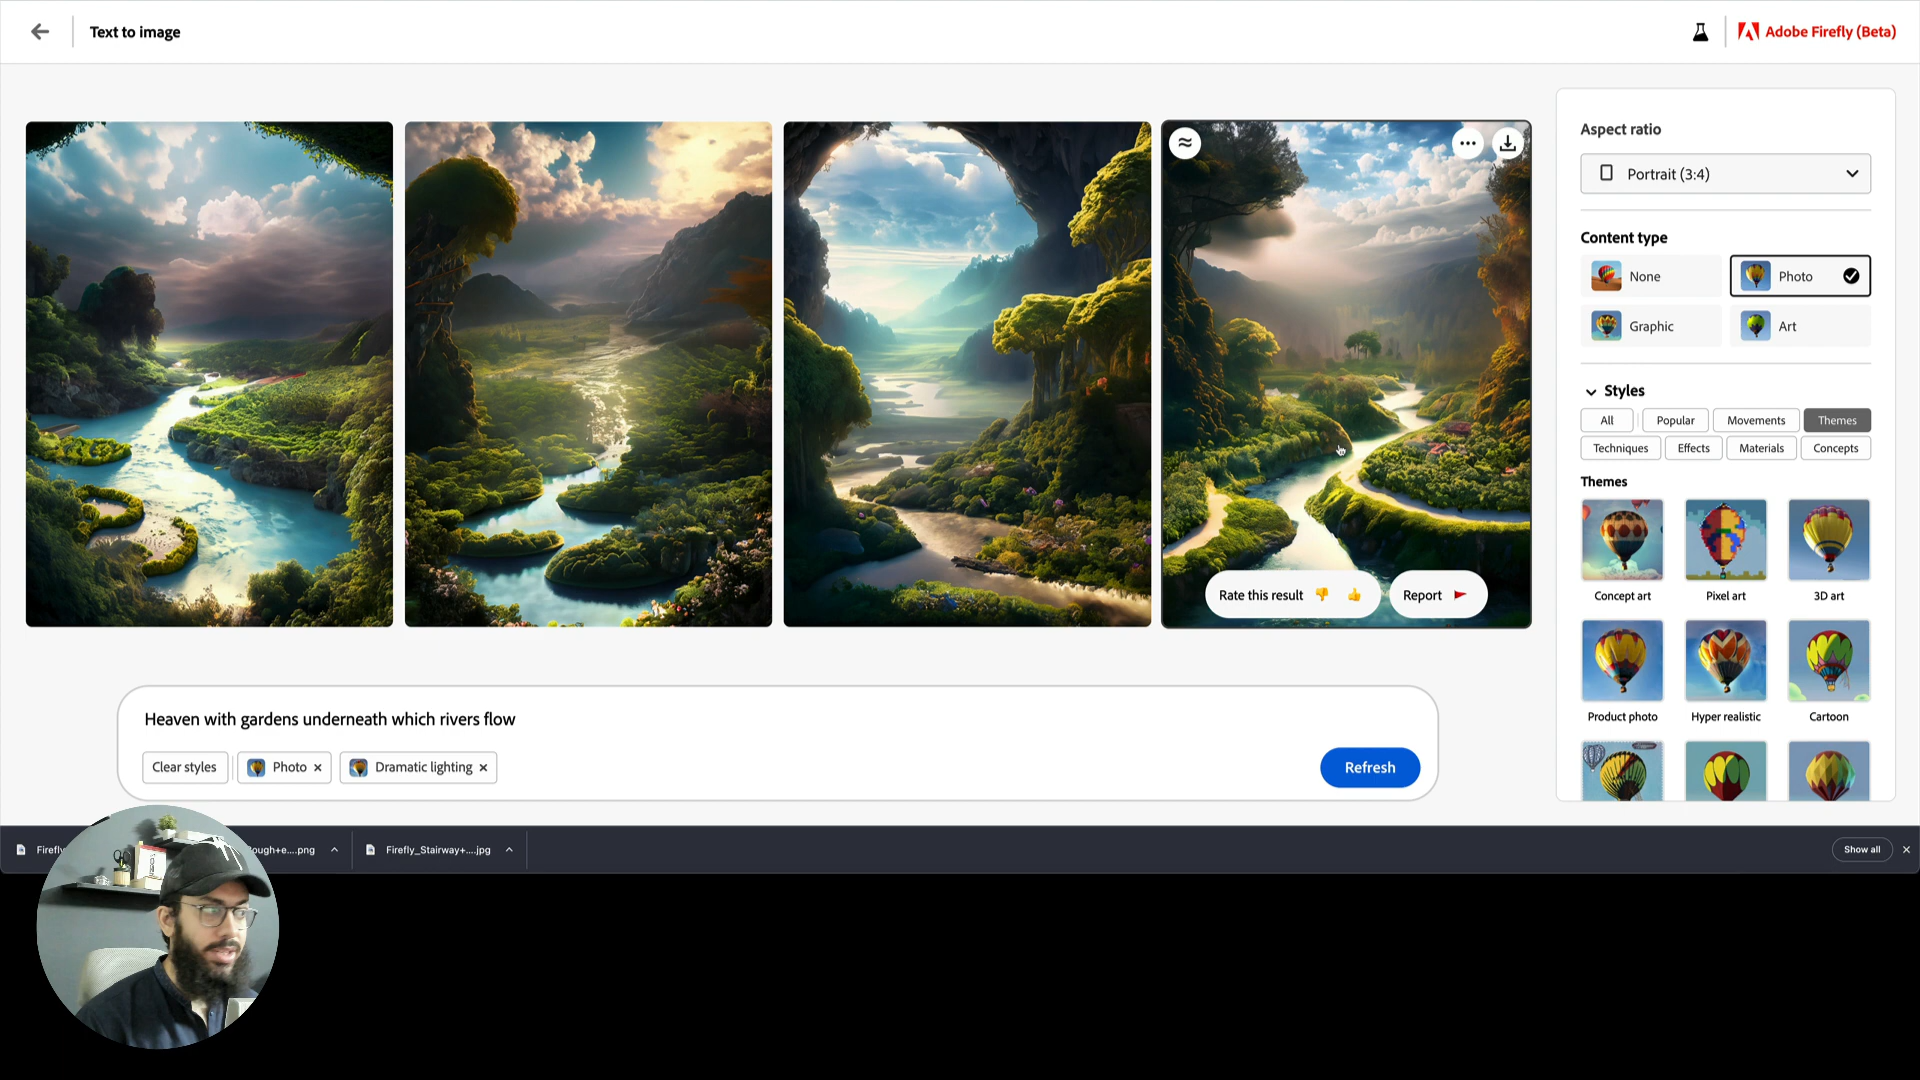 Text to image
Adobe Firefly (Beta)
Aspect ratio
Portrait (3:4)
Content type
None
Photo
Graphic
Art
Styles
All
Popular
Movements
Themes
Techniques
Effects
Materials
Concepts
Themes
Concept art
Pixel art
3D art
Product photo
Hyper realistic
Cartoon
Rate this result
Report
Heaven with gardens underneath which rivers flow
Clear styles
Photo
Dramatic lighting
Refresh
Firefly
ough+e....png
Firefly_Stairway+....jpg
Show all